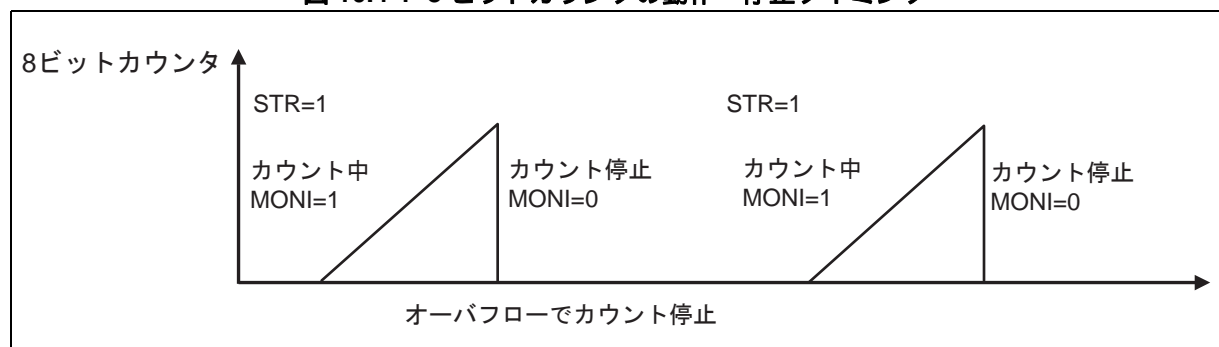 8ビットカウンタ
STR=1
STR=1
カウント中
MONI=1
カウント停止
MONI=0
カウント中
MONI=1
カウント停止
MONI=0
オーバフローでカウント停止